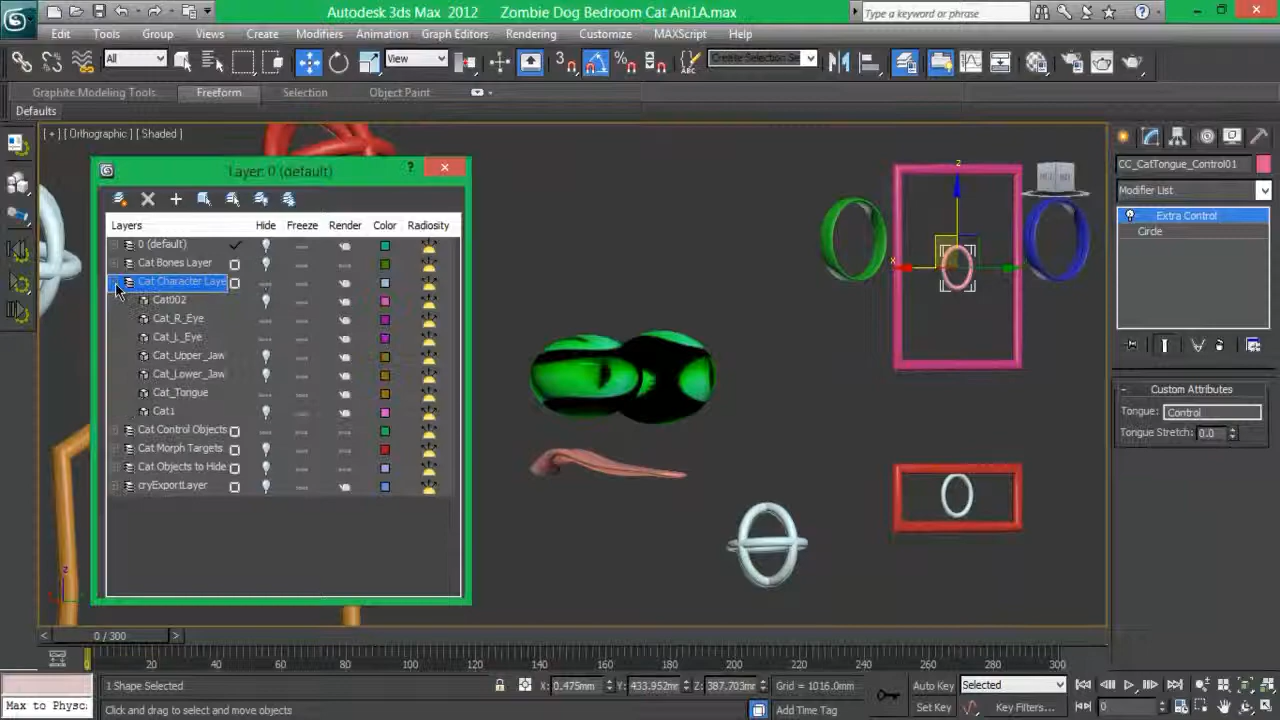 Autodesk 3ds Max 2012 Zombie Dog Bedroom Cat Ani1A.max
Type a keyword or phrase
Edit Tools Group Views Create Modifiers Animation Graph Editors Rendering Customize MAXScript Help
All View Create Selection Se
Graphite Modeling Tools Freeform Selection Object Paint
Defaults
[ + ] [ Orthographic ] [ Shaded ]
Layer: 0 (default)
Layers Hide Freeze Render Color Radiosity
0 (default)
Cat Bones Layer
Cat Character Laye
Cat002
Cat_R_Eye
Cat_L_Eye
Cat_Upper_Jaw
Cat_Lower_Jaw
Cat_Tongue
Cat1
Cat Control Objects
Cat Morph Targets
Cat Objects to Hide
cryExportLayer
z
x
z
CC_CatTongue_Control01
Modifier List
Extra Control
Circle
Custom Attributes
Tongue: Control
Tongue Stretch: 0.0
< 0 / 300 >
0 20 40 60 80 100 120 140 160 180 200 220 240 260 280 300
1 Shape Selected X: 0.475mm Y: 433.952mm Z: 387.703mm Grid = 1016.0mm Auto Key Selected
Max to Physc Click and drag to select and move objects Add Time Tag Set Key Key Filters... 0